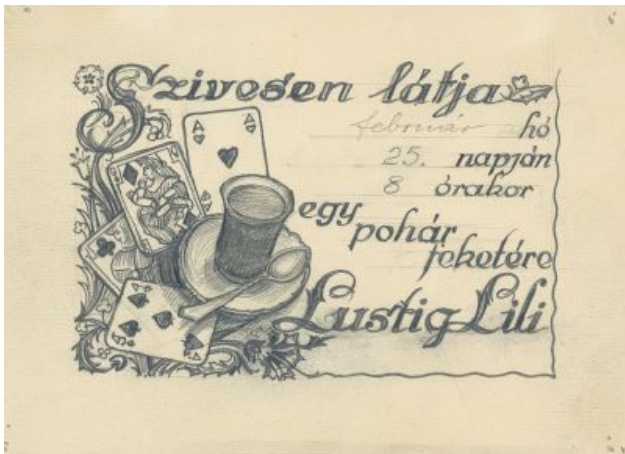 Szivesen látja
február hó
25. napján
8 órakor
egy
pohár
feketére
Lustig Lili